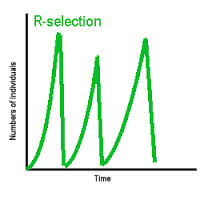 R-selection
Numbers of Individuals
Time